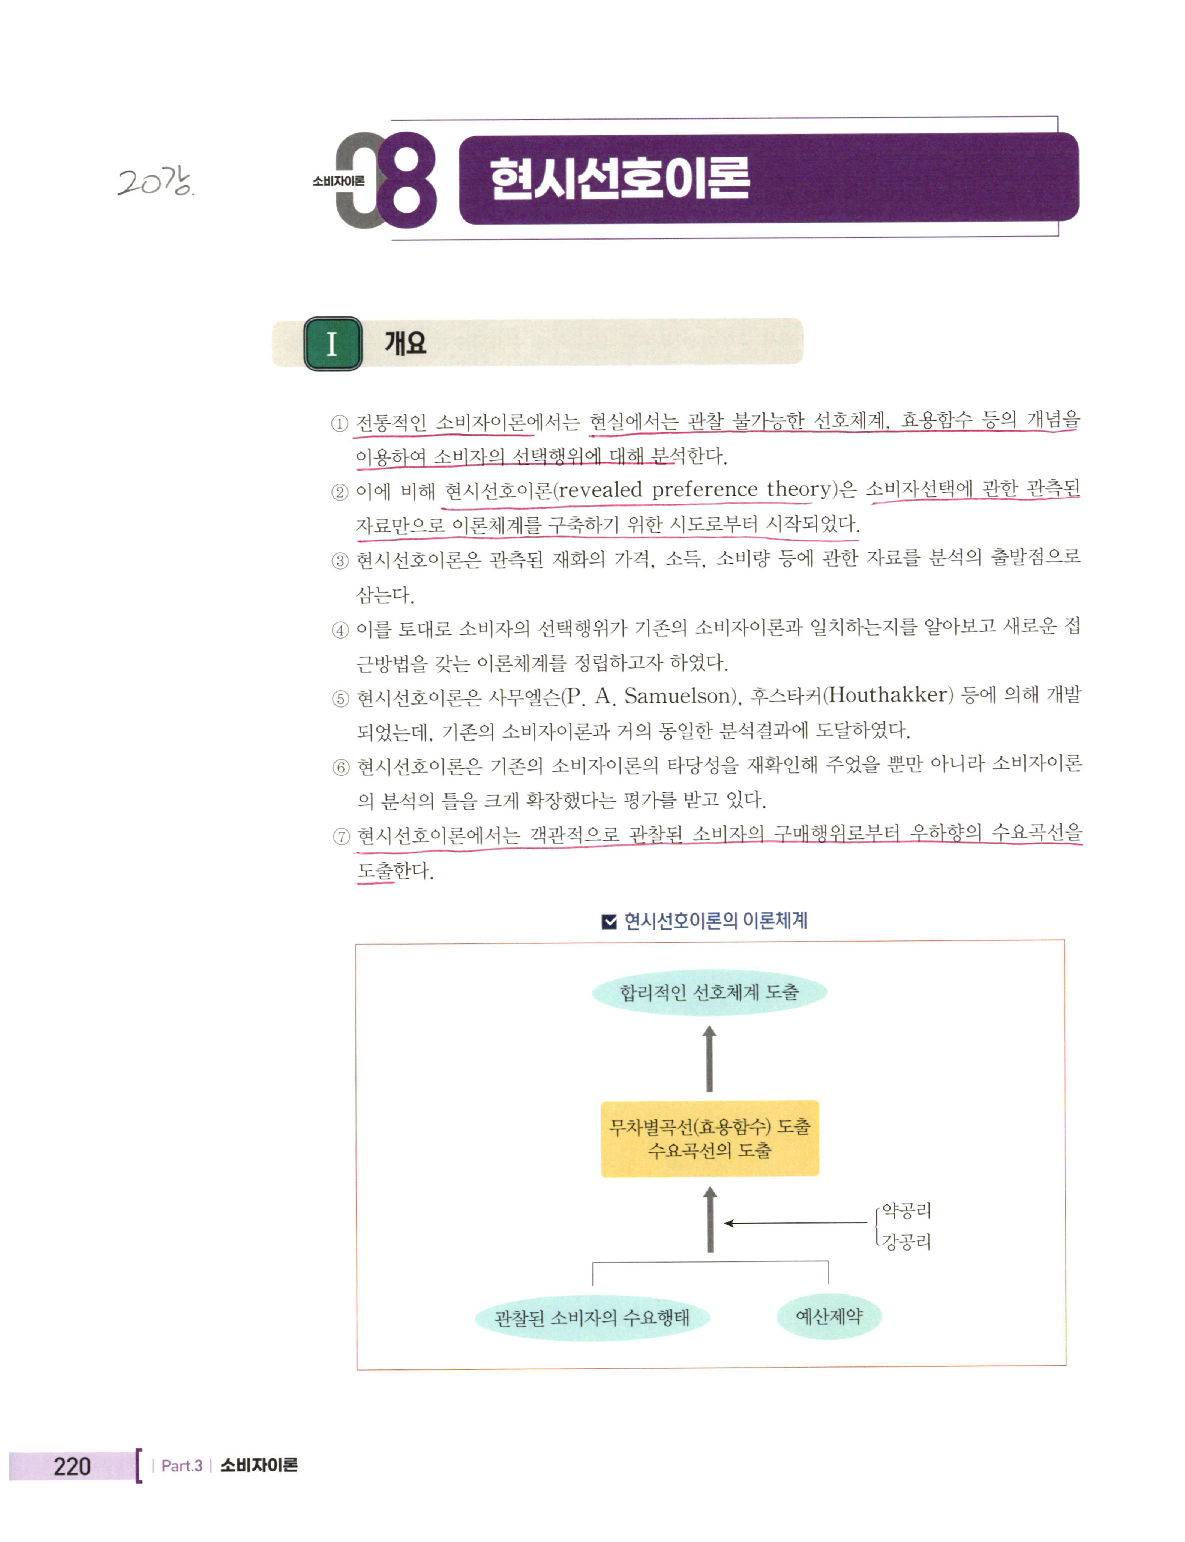 20강.
소비자이론
08
현시선호이론
I 개요
① 전통적인 소비자이론에서는 현실에서는 관찰 불가능한 선호체계, 효용함수 등의 개념을
이용하여 소비자의 선택행위에 대해 분석한다.
② 이에 비해 현시선호이론(revealed preference theory)은 소비자선택에 관한 관측된
자료만으로 이론체계를 구축하기 위한 시도로부터 시작되었다.
③ 현시선호이론은 관측된 재화의 가격, 소득, 소비량 등에 관한 자료를 분석의 출발점으로
삼는다.
④ 이를 토대로 소비자의 선택행위가 기존의 소비자이론과 일치하는지를 알아보고 새로운 접
근방법을 갖는 이론체계를 정립하고자 하였다.
⑤ 현시선호이론은 사무엘슨(P. A. Samuelson), 후스타커(Houthakker) 등에 의해 개발
되었는데, 기존의 소비자이론과 거의 동일한 분석결과에 도달하였다.
⑥ 현시선호이론은 기존의 소비자이론의 타당성을 재확인해 주었을 뿐만 아니라 소비자이론
의 분석의 틀을 크게 확장했다는 평가를 받고 있다.
⑦ 현시선호이론에서는 객관적으로 관찰된 소비자의 구매행위로부터 우하향의 수요곡선을
도출한다.
현시선호이론의 이론체계
합리적인 선호체계 도출
무차별곡선(효용함수) 도출
수요곡선의 도출
약공리
강공리
관찰된 소비자의 수요행태
예산제약
220 | Part.3 | 소비자이론